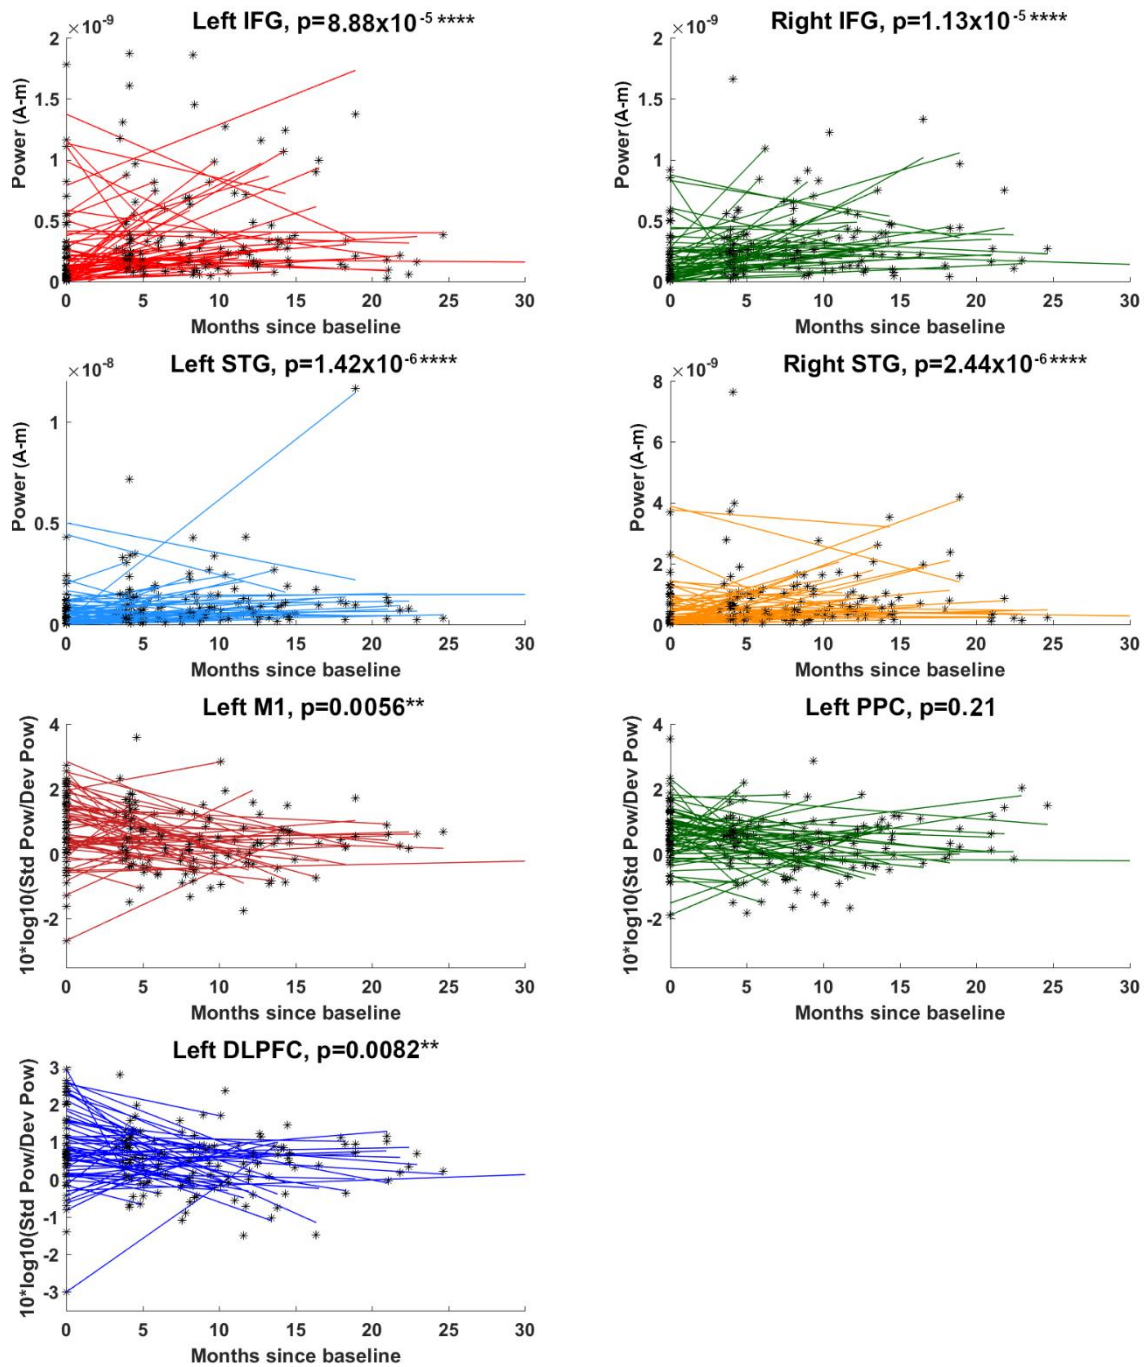 Left IFG, p=8.88x10-5 ****
×10-9
2
1.5
1
0.5
0
Power (A-m)
0 5 10 15 20 25 30
Months since baseline
Right IFG, p=1.13x10-5 ****
×10-9
2
1.5
1
0.5
0
Power (A-m)
0 5 10 15 20 25 30
Months since baseline
Left STG, p=1.42x10-6 ****
×10-8
1
0.5
0
Power (A-m)
0 5 10 15 20 25 30
Months since baseline
Right STG, p=2.44x10-6 ****
×10-9
8
6
4
2
0
Power (A-m)
0 5 10 15 20 25 30
Months since baseline
Left M1, p=0.0056**
4
2
0
-2
10*log10(Std Pow/Dev Pow)
0 5 10 15 20 25 30
Months since baseline
Left PPC, p=0.21
4
2
0
-2
10*log10(Std Pow/Dev Pow)
0 5 10 15 20 25 30
Months since baseline
Left DLPFC, p=0.0082**
3
2
1
0
-1
-2
-3
10*log10(Std Pow/Dev Pow)
0 5 10 15 20 25 30
Months since baseline